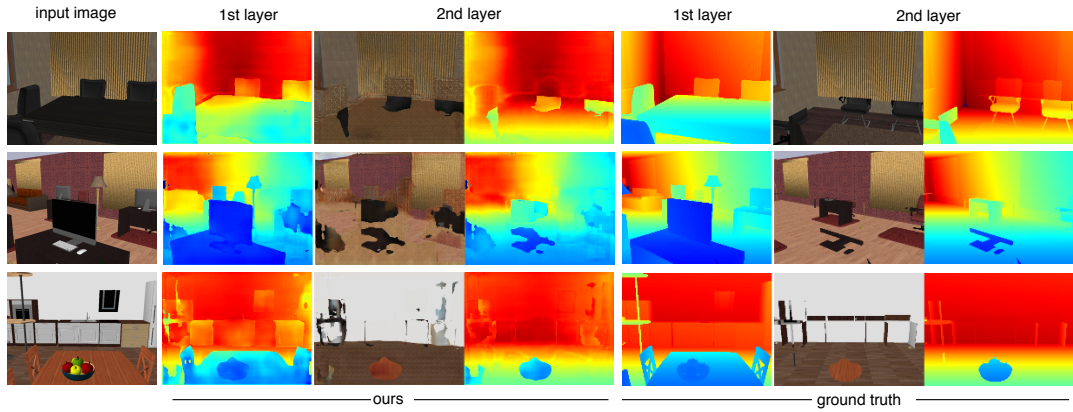 input image 1st layer 2nd layer 1st layer 2nd layer
ours ground truth